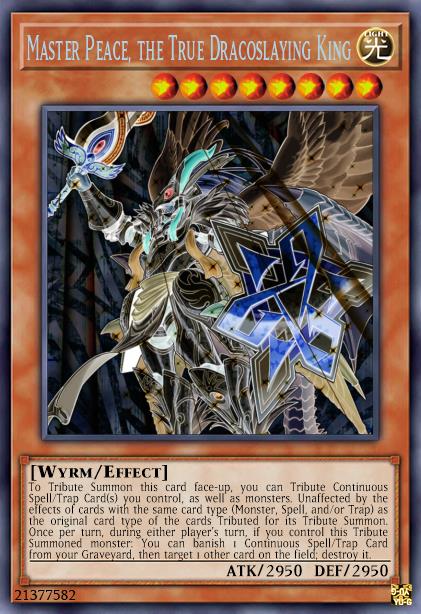 MASTER PEACE, THE TRUE DRACOSLAYING KING
LIGHT
光
[WYRM/EFFECT]
To Tribute Summon this card face-up, you can Tribute Continuous
Spell/Trap Card(s) you control, as well as monsters. Unaffected by the
effects of cards with the same card type (Monster, Spell, and/or Trap) as
the original card type of the cards Tributed for its Tribute Summon.
Once per turn, during either player's turn, if you control this Tribute
Summoned monster: You can banish 1 Continuous Spell/Trap Card
from your Graveyard, then target 1 other card on the field; destroy it.
ATK/2950 DEF/2950
21377582